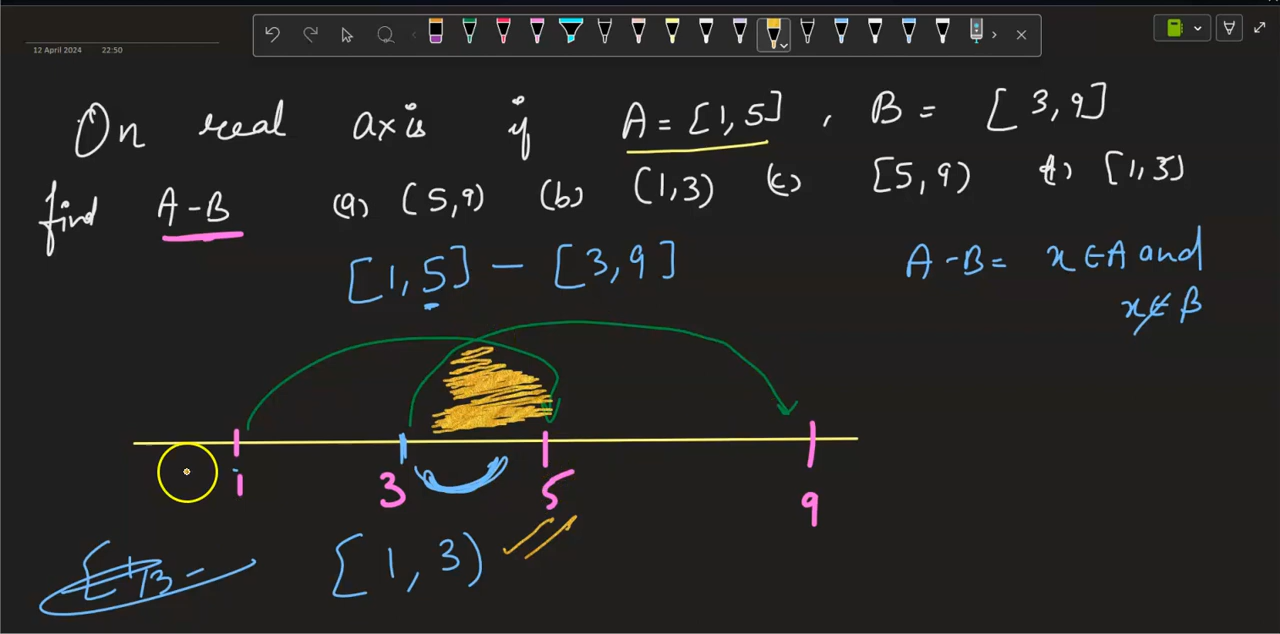 12 April 2024 22:50
On real axis if A = [1,5] , B = [3,9]
find A-B (a) (5,9) (b) (1,3) (c) [5,9) [1,3)
[1,5] - [3,9] A-B = x∈A and
x∉B
1 3 5 9
[1,3)